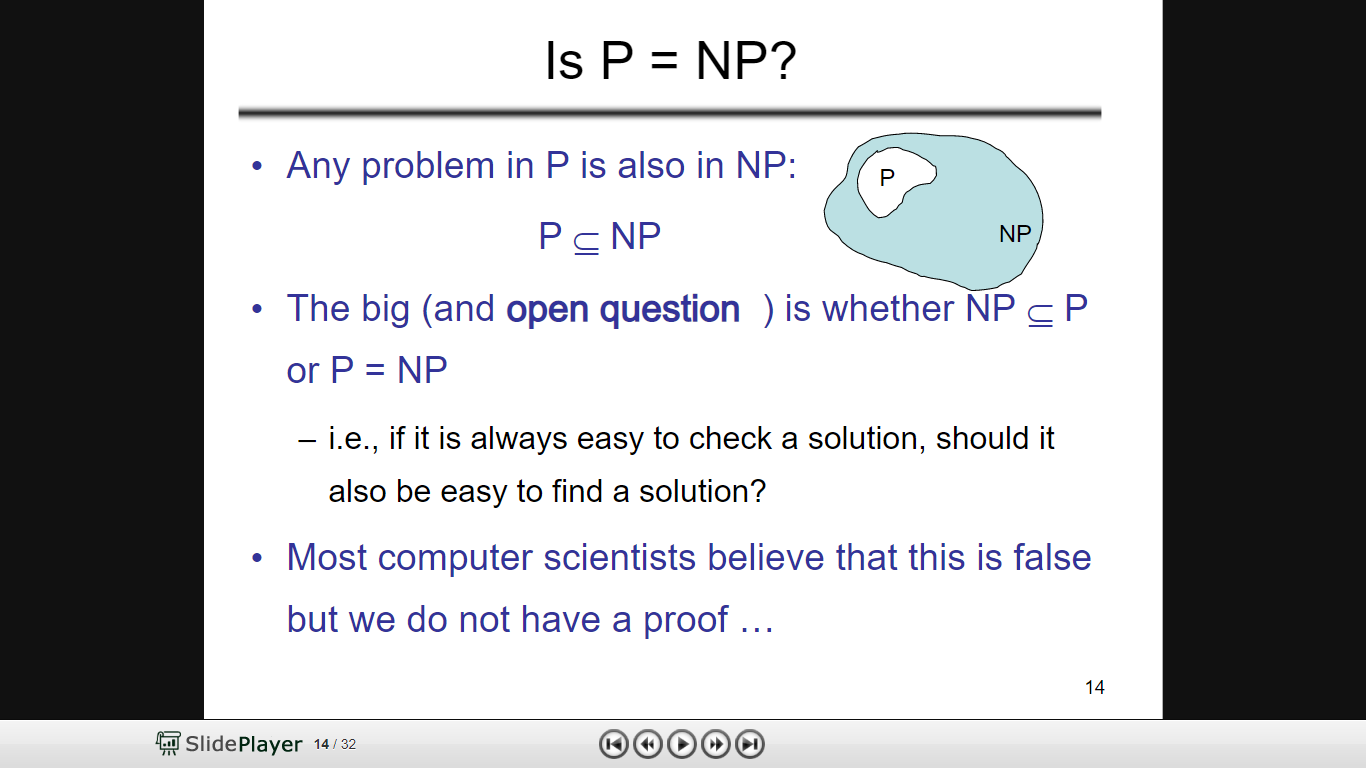 Is P = NP?
• Any problem in P is also in NP:
P ⊆ NP
P
NP
• The big (and open question ) is whether NP ⊆ P
or P = NP
– i.e., if it is always easy to check a solution, should it
also be easy to find a solution?
• Most computer scientists believe that this is false
but we do not have a proof …
14
SlidePlayer 14 / 32